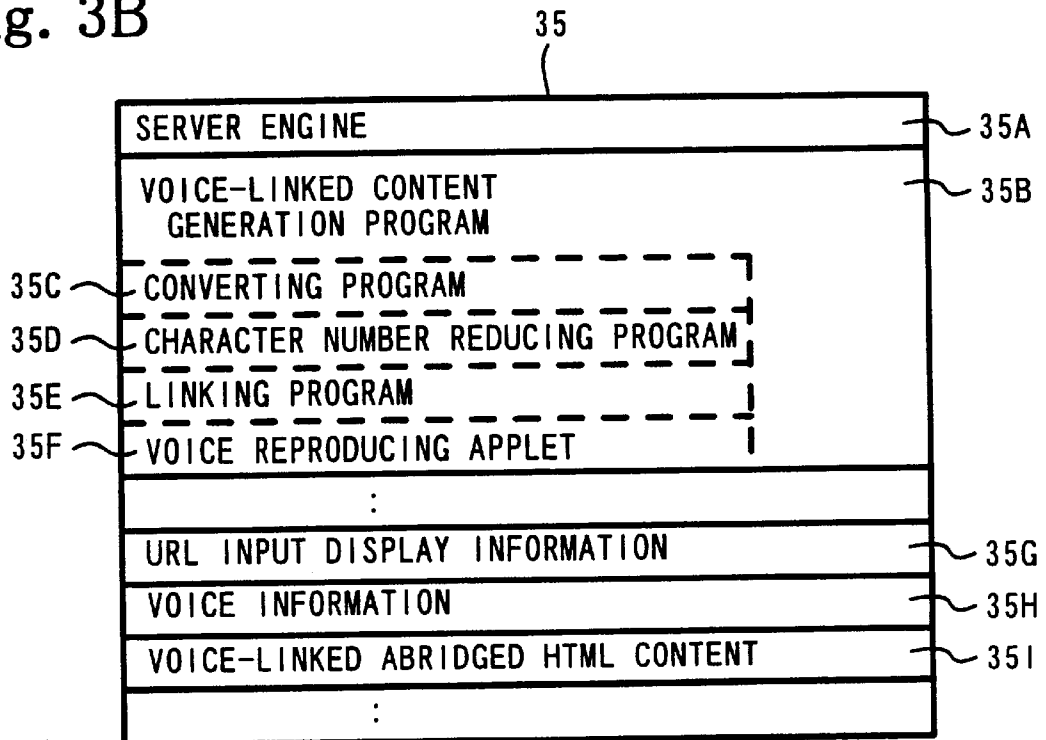 g. 3B
35
SERVER ENGINE 35A
VOICE-LINKED CONTENT 35B
GENERATION PROGRAM
35C CONVERTING PROGRAM
35D CHARACTER NUMBER REDUCING PROGRAM
35E LINKING PROGRAM
35F VOICE REPRODUCING APPLET
:
URL INPUT DISPLAY INFORMATION 35G
VOICE INFORMATION 35H
VOICE-LINKED ABRIDGED HTML CONTENT 35I
: